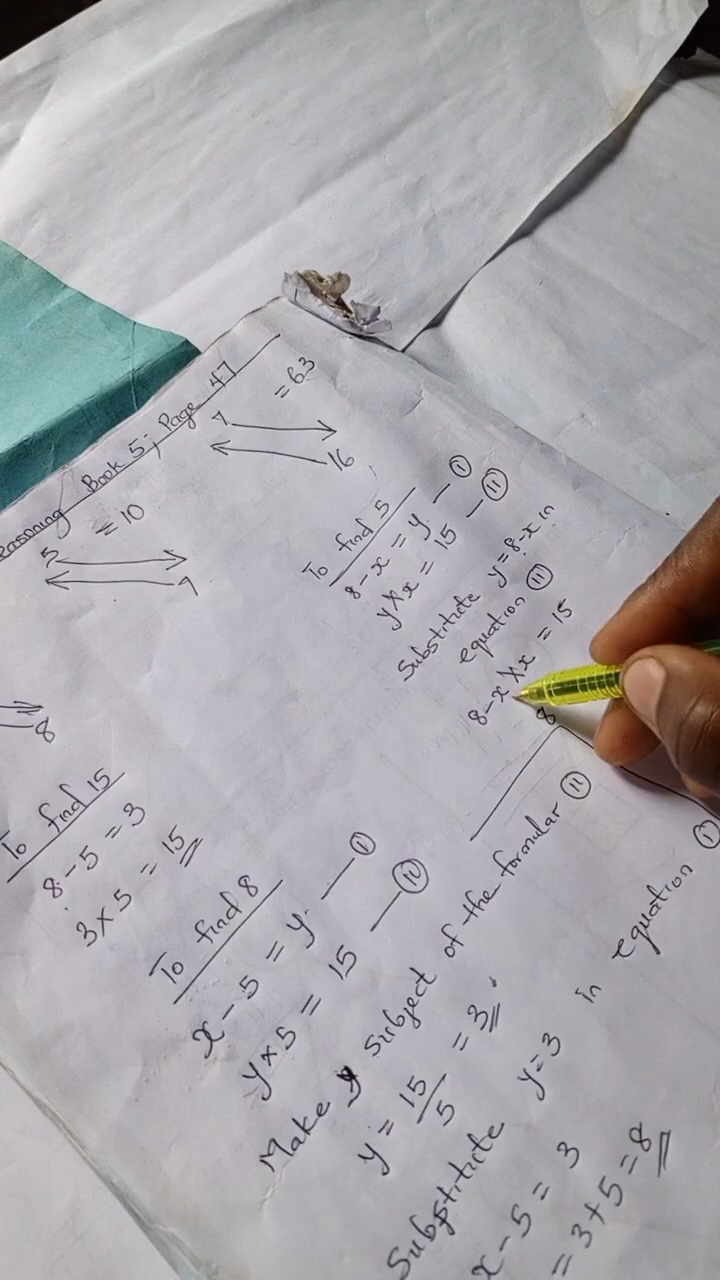 Book 5; Page 47
5 = 10
7
7 = 63
16
8
To find 15
8 - 5 = 3
3 × 5 = 15
To find 8
x - 5 = y — (I)
y × 5 = 15 — (II)
Make y subject of the formular (II)
y = 15/5 = 3
Substitute y = 3 in equation (I)
x - 5 = 3
= 3 + 5 = 8
To find 5
8 - x = y — (I)
y × x = 15 — (II)
Substitute y = 8 - x in
equation (II)
8 - x × x = 15
8